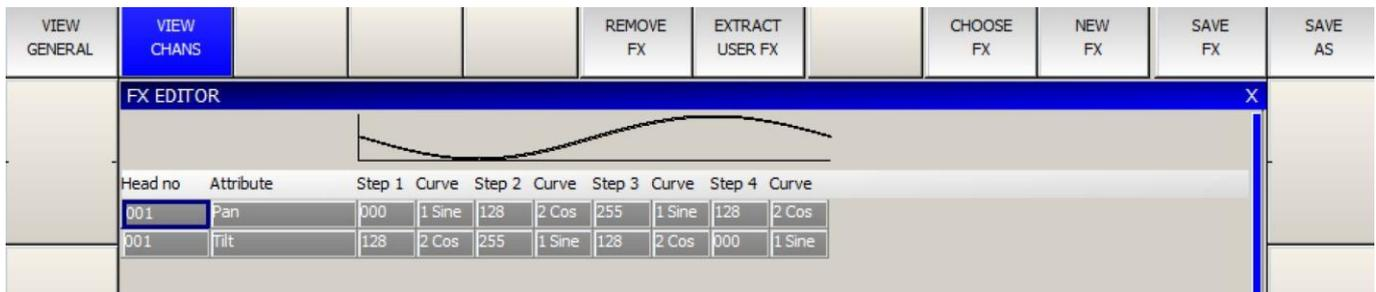 VIEW VIEW REMOVE EXTRACT CHOOSE NEW SAVE SAVE
GENERAL CHANS FX USER FX FX FX FX AS
FX EDITOR X
Head no Attribute Step 1 Curve Step 2 Curve Step 3 Curve Step 4 Curve
001 Pan 000 1 Sine 128 2 Cos 255 1 Sine 128 2 Cos
001 Tilt 128 2 Cos 255 1 Sine 128 2 Cos 000 1 Sine